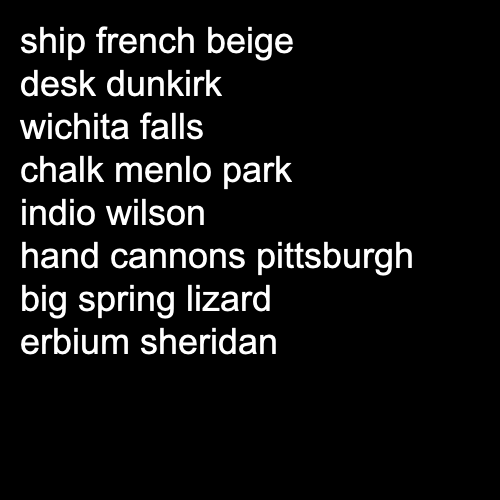 ship french beige
desk dunkirk
wichita falls
chalk menlo park
indio wilson
hand cannons pittsburgh
big spring lizard
erbium sheridan